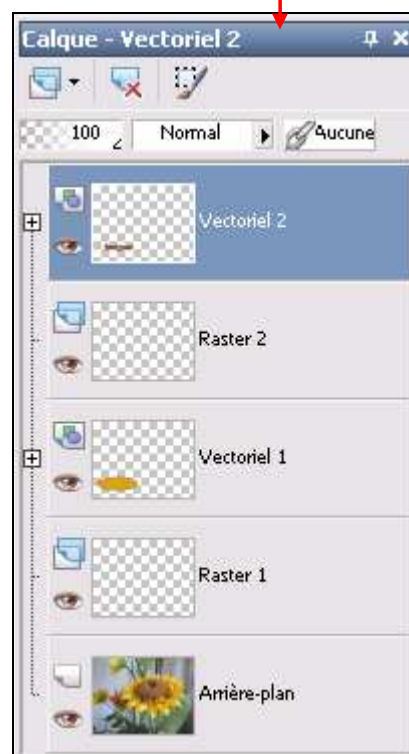 Calque - Vectoriel 2
100 Normal Aucune
Vectoriel 2
Raster 2
Vectoriel 1
Raster 1
Arrière-plan